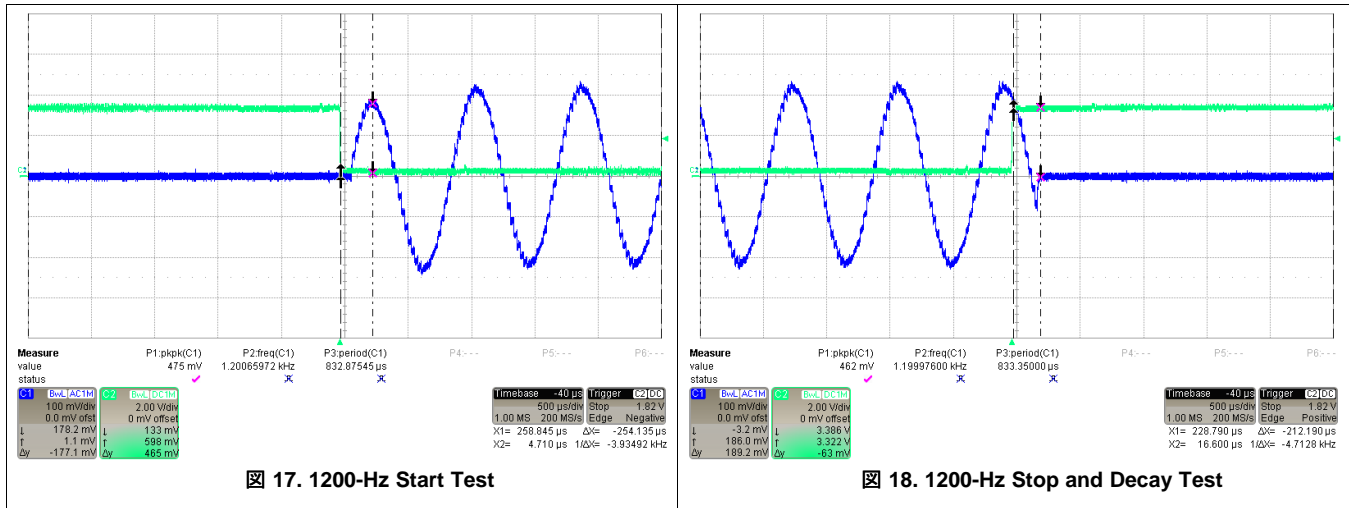 C2
Measure P1:pkpk(C1) P2:freq(C1) P3:period(C1) P4:--- P5:--- P6:---
value 475 mV 1.20065972 kHz 832.87545 µs
status
C1 BwL AC1M
100 mV/div
0.0 mV ofst
↓ 178.2 mV
↑ 1.1 mV
Δy -177.1 mV
C2 BwL DC1M
2.00 V/div
0 mV offset
↓ 133 mV
↑ 598 mV
Δy 465 mV
Timebase -40 µs
500 µs/div
1.00 MS 200 MS/s
Trigger C2 DC
Stop 1.82 V
Edge Negative
X1= 258.845 µs ΔX= -254.135 µs
X2= 4.710 µs 1/ΔX= -3.93492 kHz
図 17. 1200-Hz Start Test
C2
Measure P1:pkpk(C1) P2:freq(C1) P3:period(C1) P4:--- P5:--- P6:---
value 462 mV 1.19997600 kHz 833.35000 µs
status
C1 BwL AC1M
100 mV/div
0.0 mV ofst
↓ -3.2 mV
↑ 186.0 mV
Δy 189.2 mV
C2 BwL DC1M
2.00 V/div
0 mV offset
↓ 3.386 V
↑ 3.322 V
Δy -63 mV
Timebase -40 µs
500 µs/div
1.00 MS 200 MS/s
Trigger C2 DC
Stop 1.82 V
Edge Positive
X1= 228.790 µs ΔX= -212.190 µs
X2= 16.600 µs 1/ΔX= -4.7128 kHz
図 18. 1200-Hz Stop and Decay Test